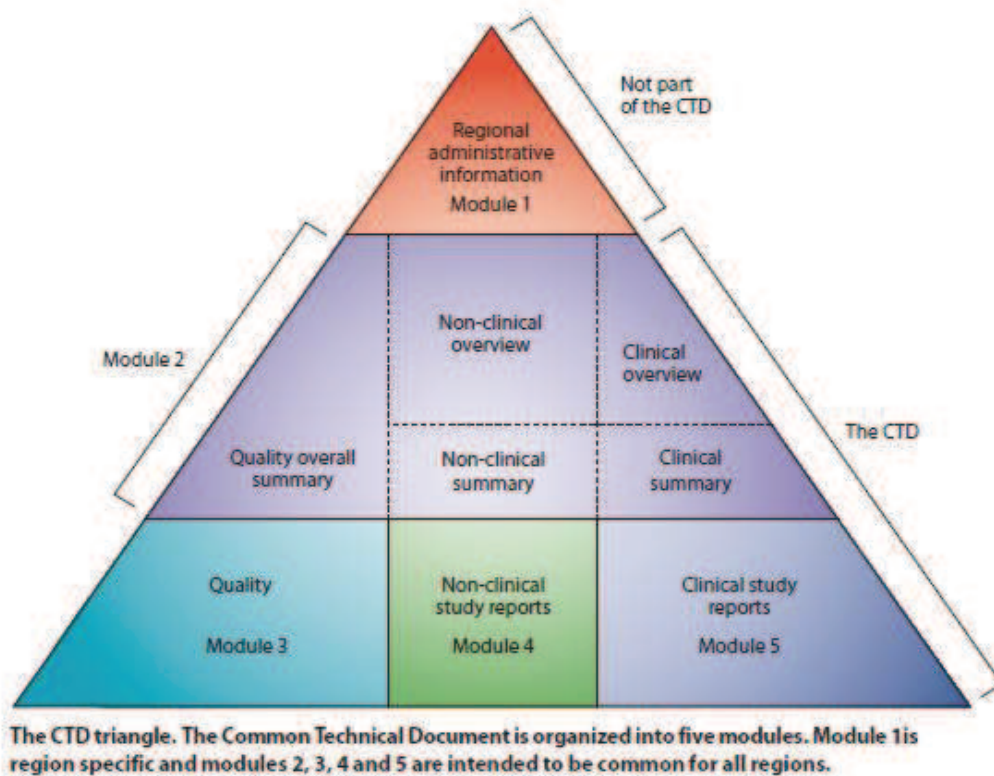 Not part
of the CTD
Regional
administrative
information
Module 1
Module 2
Non-clinical
overview
Clinical
overview
The CTD
Quality overall
summary
Non-clinical
summary
Clinical
summary
Quality
Module 3
Non-clinical
study reports
Module 4
Clinical study
reports
Module 5
The CTD triangle. The Common Technical Document is organized into five modules. Module 1 is
region specific and modules 2, 3, 4 and 5 are intended to be common for all regions.